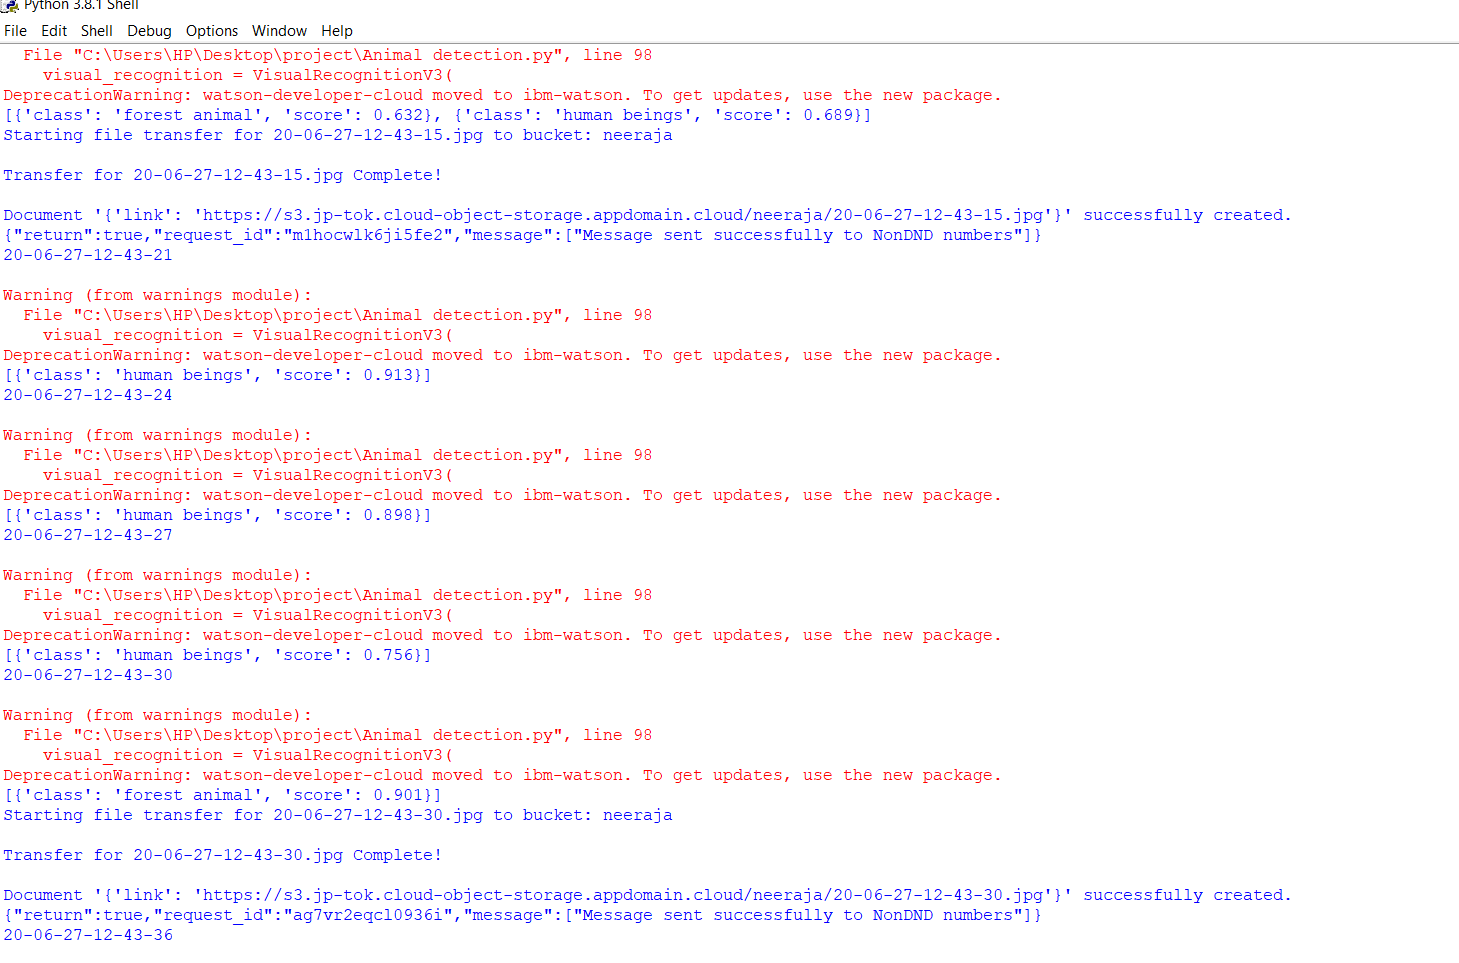 Python 3.8.1 Shell
File Edit Shell Debug Options Window Help
File "C:\Users\HP\Desktop\project\Animal detection.py", line 98
visual_recognition = VisualRecognitionV3(
DeprecationWarning: watson-developer-cloud moved to ibm-watson. To get updates, use the new package.
[{'class': 'forest animal', 'score': 0.632}, {'class': 'human beings', 'score': 0.689}]
Starting file transfer for 20-06-27-12-43-15.jpg to bucket: neeraja
Transfer for 20-06-27-12-43-15.jpg Complete!
Document '{'link': 'https://s3.jp-tok.cloud-object-storage.appdomain.cloud/neeraja/20-06-27-12-43-15.jpg'}' successfully created.
{"return":true,"request_id":"m1hocwlk6ji5fe2","message":["Message sent successfully to NonDND numbers"]}
20-06-27-12-43-21
Warning (from warnings module):
File "C:\Users\HP\Desktop\project\Animal detection.py", line 98
visual_recognition = VisualRecognitionV3(
DeprecationWarning: watson-developer-cloud moved to ibm-watson. To get updates, use the new package.
[{'class': 'human beings', 'score': 0.913}]
20-06-27-12-43-24
Warning (from warnings module):
File "C:\Users\HP\Desktop\project\Animal detection.py", line 98
visual_recognition = VisualRecognitionV3(
DeprecationWarning: watson-developer-cloud moved to ibm-watson. To get updates, use the new package.
[{'class': 'human beings', 'score': 0.898}]
20-06-27-12-43-27
Warning (from warnings module):
File "C:\Users\HP\Desktop\project\Animal detection.py", line 98
visual_recognition = VisualRecognitionV3(
DeprecationWarning: watson-developer-cloud moved to ibm-watson. To get updates, use the new package.
[{'class': 'human beings', 'score': 0.756}]
20-06-27-12-43-30
Warning (from warnings module):
File "C:\Users\HP\Desktop\project\Animal detection.py", line 98
visual_recognition = VisualRecognitionV3(
DeprecationWarning: watson-developer-cloud moved to ibm-watson. To get updates, use the new package.
[{'class': 'forest animal', 'score': 0.901}]
Starting file transfer for 20-06-27-12-43-30.jpg to bucket: neeraja
Transfer for 20-06-27-12-43-30.jpg Complete!
Document '{'link': 'https://s3.jp-tok.cloud-object-storage.appdomain.cloud/neeraja/20-06-27-12-43-30.jpg'}' successfully created.
{"return":true,"request_id":"ag7vr2eqcl0936i","message":["Message sent successfully to NonDND numbers"]}
20-06-27-12-43-36